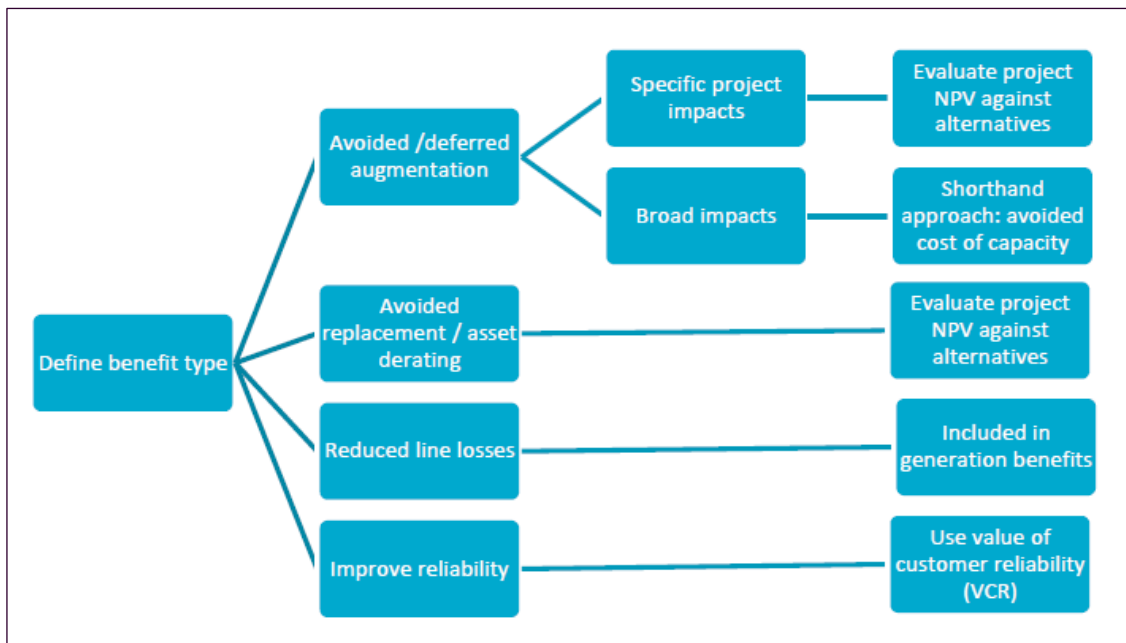 Specific project
impacts
Evaluate project
NPV against
alternatives
Avoided /deferred
augmentation
Broad impacts
Shorthand
approach: avoided
cost of capacity
Define benefit type
Avoided
replacement / asset
derating
Evaluate project
NPV against
alternatives
Reduced line losses
Included in
generation benefits
Improve reliability
Use value of
customer reliability
(VCR)